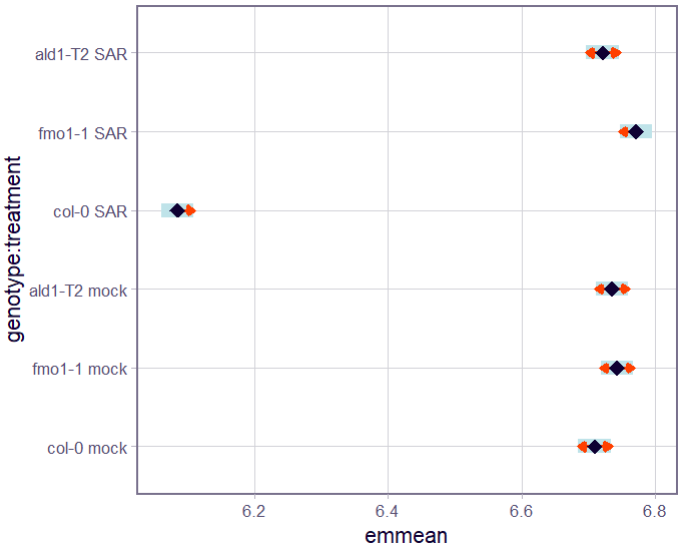 ald1-T2 SAR
fmo1-1 SAR
col-0 SAR
ald1-T2 mock
fmo1-1 mock
col-0 mock
genotype:treatment
6.2 6.4 6.6 6.8
emmean